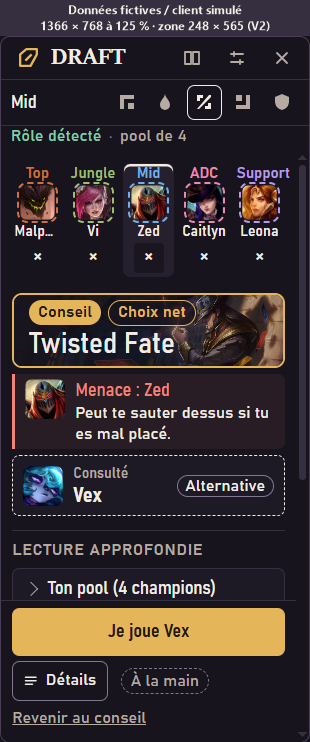 Données fictives / client simulé
1366 × 768 à 125 % · zone 248 × 565 (V2)
DRAFT
Mid
Rôle détecté · pool de 4
Top Jungle Mid ADC Support
Malp... Vi Zed Caitlyn Leona
× × × × ×
Conseil Choix net
Twisted Fate
Menace : Zed
Peut te sauter dessus si tu
es mal placé.
Consulté
Vex
Alternative
LECTURE APPROFONDIE
Ton pool (4 champions)
Je joue Vex
Détails À la main
Revenir au conseil